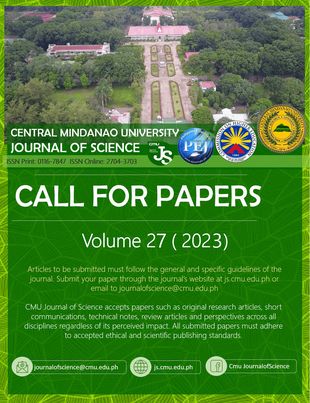 CENTRAL MINDANAO UNIVERSITY
JOURNAL OF SCIENCE
cmu
JS
PEJ
ISSN Print: 0116-7847 ISSN Online: 2704-3703
CALL FOR PAPERS
Volume 27 ( 2023)
Articles to be submitted must follow the general and specific guidelines of the
journal. Submit your paper through the journal's website at js.cmu.edu.ph or
email to journalofscience@cmu.edu.ph
CMU Journal of Science accepts papers such as original research articles, short
communications, technical notes, review articles and perspectives across all
disciplines regardless of its perceived impact. All submitted papers must adhere
to accepted ethical and scientific publishing standards.
journalofscience@cmu.edu.ph
js.cmu.edu.ph
Cmu JournalofScience